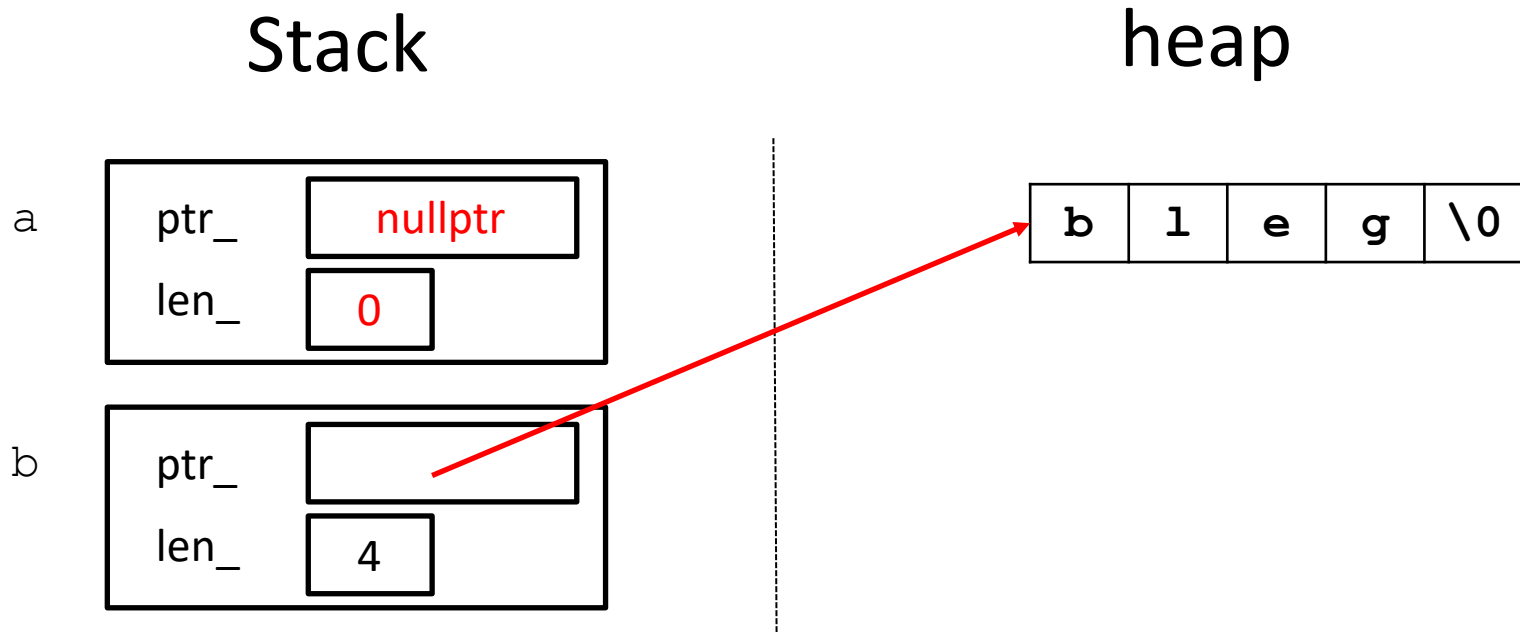 Stack
heap
a
ptr_ nullptr
len_ 0
b l e g \0
b
ptr_
len_ 4